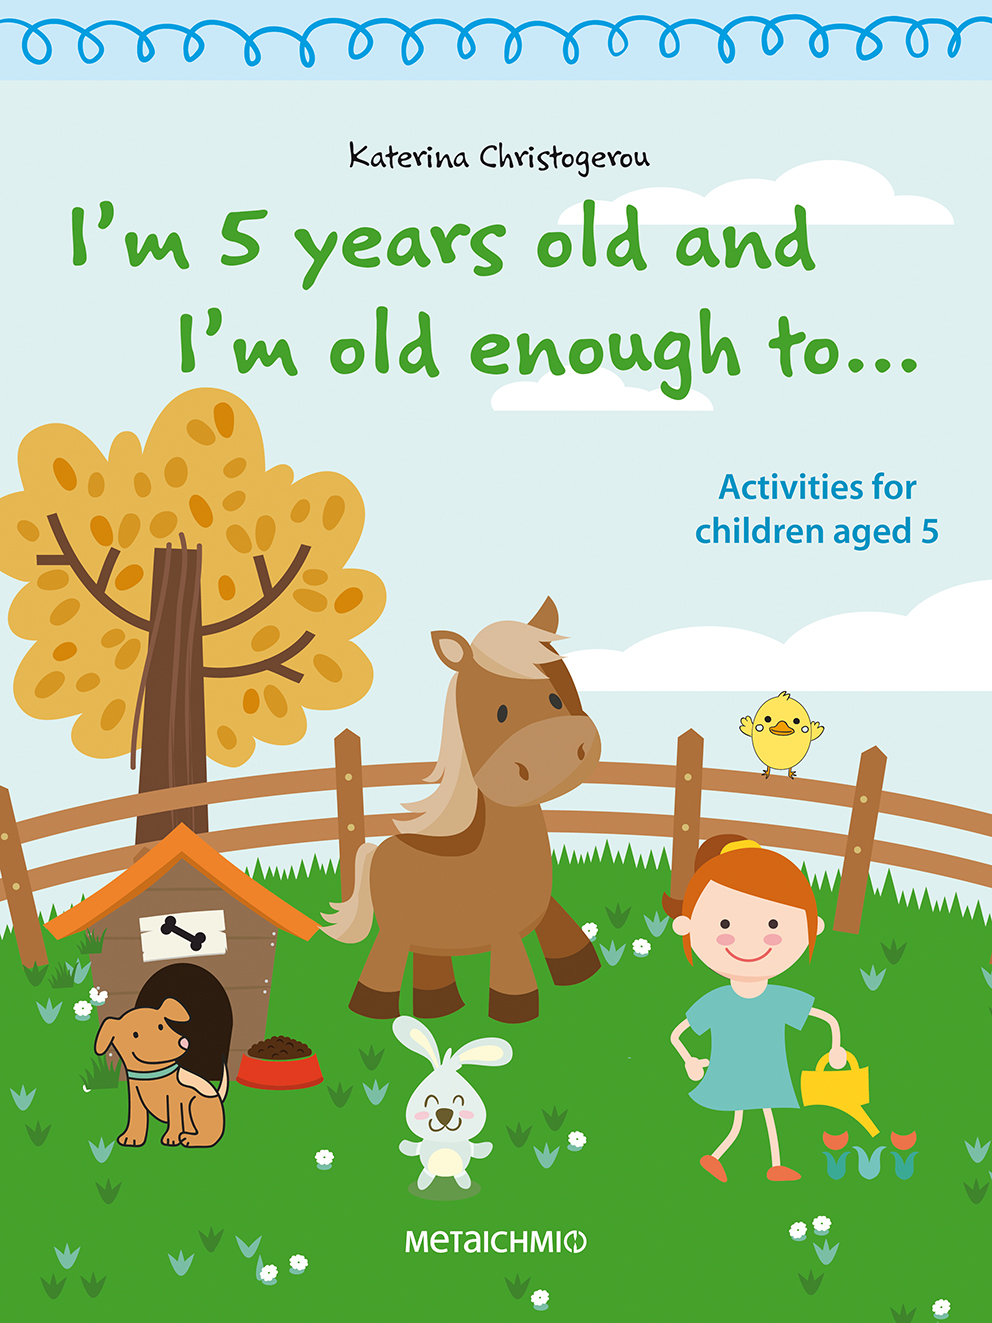 Katerina Christogerou
I'm 5 years old and
I'm old enough to...
Activities for
children aged 5
METAICHMIO